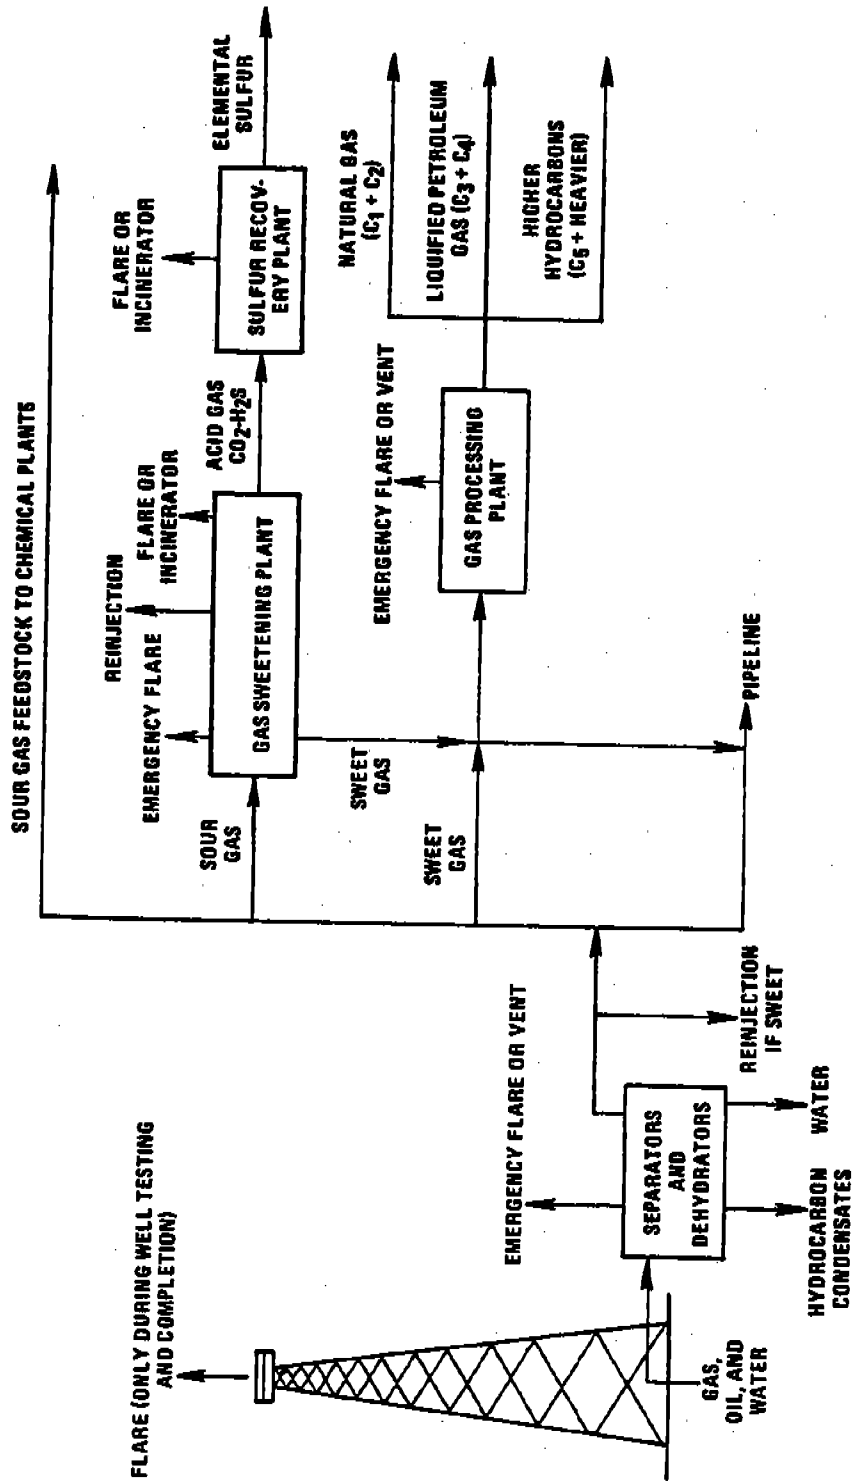 FLARE (ONLY DURING WELL TESTING
AND COMPLETION)
GAS,
OIL, AND
WATER
EMERGENCY FLARE OR VENT
SEPARATORS
AND
DEHYDRATORS
HYDROCARBON
CONDENSATES
WATER
REINJECTION
IF SWEET
SOUR GAS FEEDSTOCK TO CHEMICAL PLANTS
SOUR
GAS
EMERGENCY FLARE
REINJECTION
FLARE OR
INCINERATOR
GAS SWEETENING PLANT
ACID GAS
CO2-H2S
FLARE OR
INCINERATOR
SULFUR RECOV-
ERY PLANT
ELEMENTAL
SULFUR
SWEET
GAS
SWEET
GAS
EMERGENCY FLARE OR VENT
GAS PROCESSING
PLANT
NATURAL GAS
(C1 + C2)
LIQUIFIED PETROLEUM
GAS (C3 + C4)
HIGHER
HYDROCARBONS
(C5 + HEAVIER)
PIPELINE